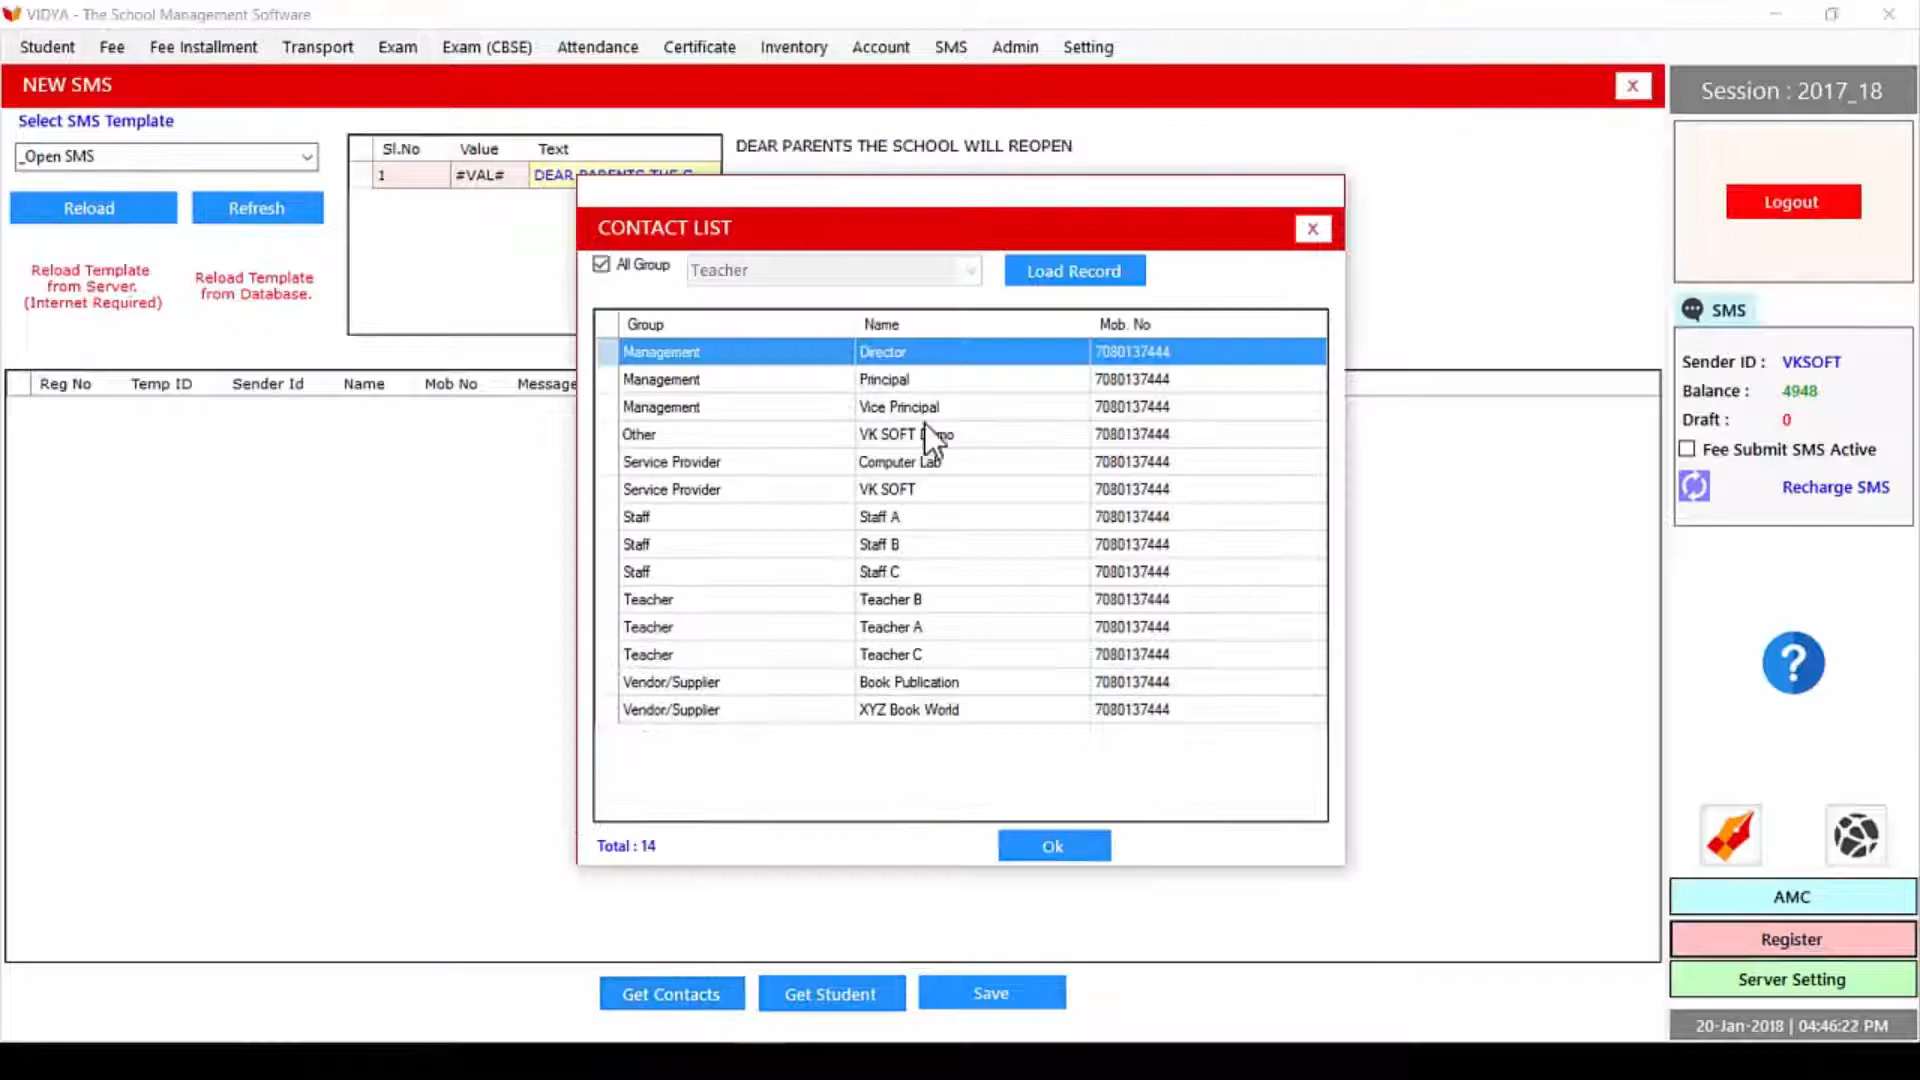 VIDYA - The School Management Software
Student Fee Fee Installment Transport Exam Exam (CBSE) Attendance Certificate Inventory Account SMS Admin Setting
NEW SMS
X
Session : 2017_18
Select SMS Template
_Open SMS
Reload
Refresh
Reload Template
from Server.
(Internet Required)
Reload Template
from Database.
Sl.No Value Text
1 #VAL# DEAR PARENTS THE
DEAR PARENTS THE SCHOOL WILL REOPEN
Reg No Temp ID Sender Id Name Mob No Message
CONTACT LIST
X
All Group
Teacher
Load Record
Group Name Mob. No
Management Director 7080137444
Management Principal 7080137444
Management Vice Principal 7080137444
Other VK SOFT 7080137444
Service Provider Computer Lab 7080137444
Service Provider VK SOFT 7080137444
Staff Staff A 7080137444
Staff Staff B 7080137444
Staff Staff C 7080137444
Teacher Teacher B 7080137444
Teacher Teacher A 7080137444
Teacher Teacher C 7080137444
Vendor/Supplier Book Publication 7080137444
Vendor/Supplier XYZ Book World 7080137444
Total : 14
Ok
Get Contacts
Get Student
Save
Logout
SMS
Sender ID : VKSOFT
Balance : 4948
Draft : 0
Fee Submit SMS Active
Recharge SMS
?
AMC
Register
Server Setting
20-Jan-2018 | 04:46:22 PM